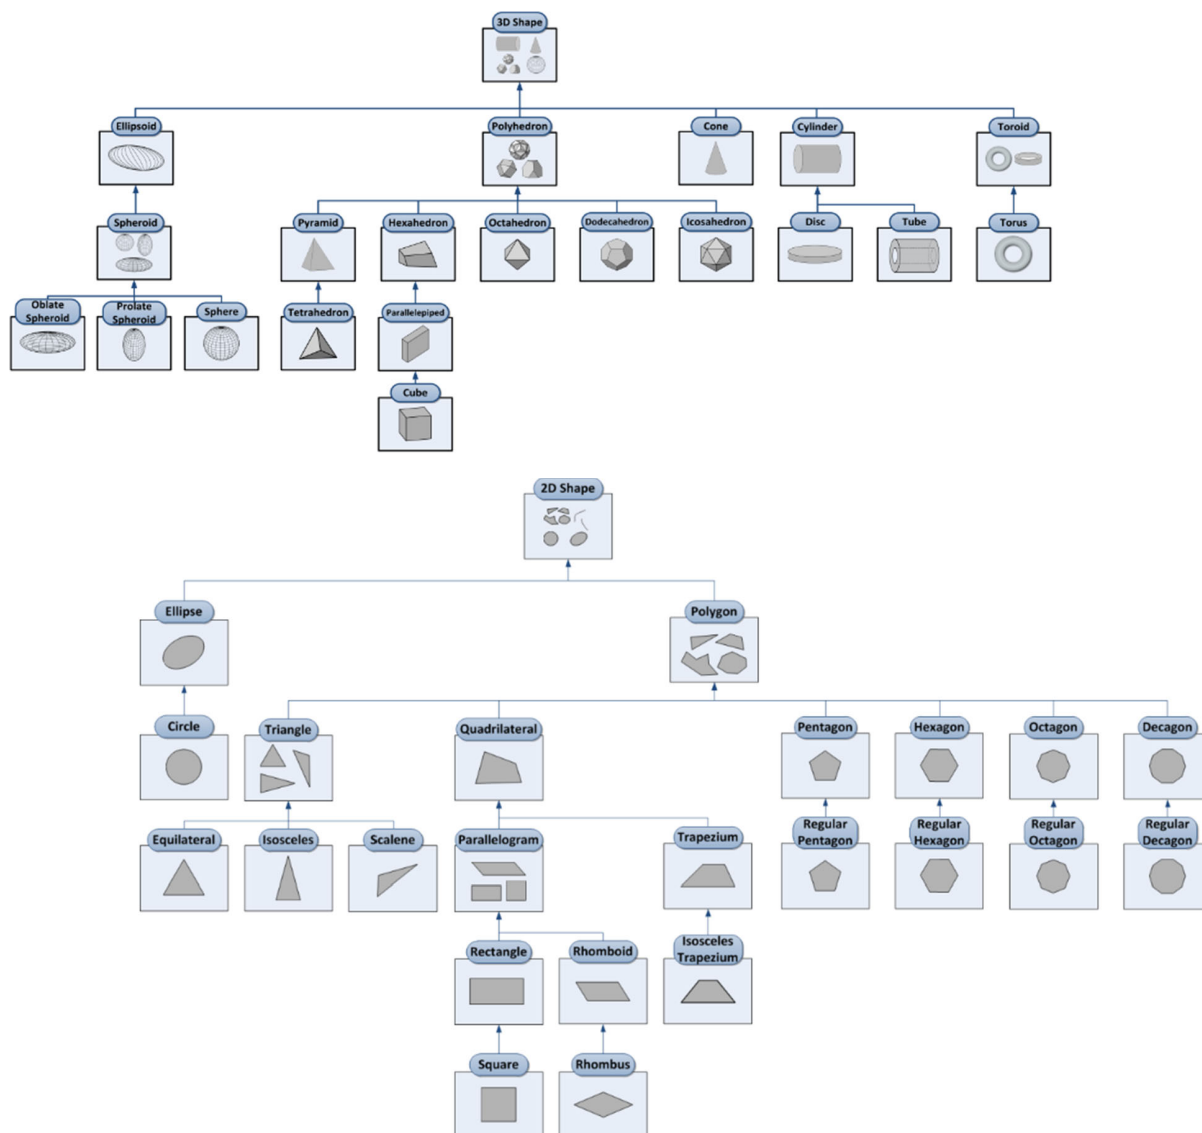 3D Shape
Ellipsoid
Polyhedron
Cone
Cylinder
Toroid
Spheroid
Pyramid
Hexahedron
Octahedron
Dodecahedron
Icosahedron
Disc
Tube
Torus
Oblate
Spheroid
Prolate
Spheroid
Sphere
Tetrahedron
Parallelepiped
Cube
2D Shape
Ellipse
Polygon
Circle
Triangle
Quadrilateral
Pentagon
Hexagon
Octagon
Decagon
Equilateral
Isosceles
Scalene
Parallelogram
Trapezium
Regular
Pentagon
Regular
Hexagon
Regular
Octagon
Regular
Decagon
Rectangle
Rhomboid
Isosceles
Trapezium
Square
Rhombus